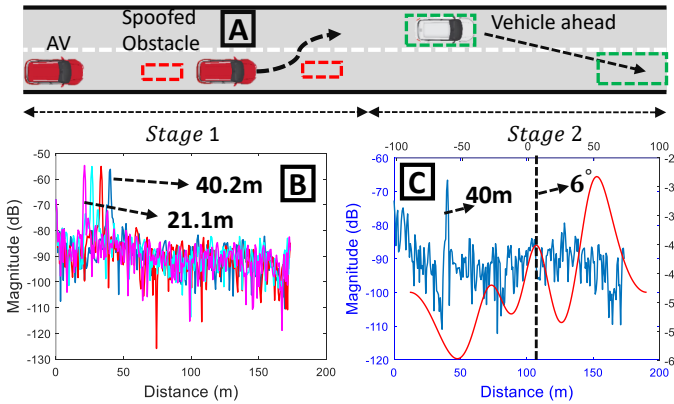 AV
Spoofed
Obstacle
A
Vehicle ahead
Stage 1
Stage 2
-50
-60
-70
-80
-90
-100
-110
-120
-130
Magnitude (dB)
0
50
100
150
200
Distance (m)
B
40.2m
21.1m
-100
-50
0
50
100
-60
-70
-80
-90
-100
-110
-120
Magnitude (dB)
0
50
100
150
200
Distance (m)
C
40m
6°
-2
-3
-3
-4
-4
-5
-5
-6